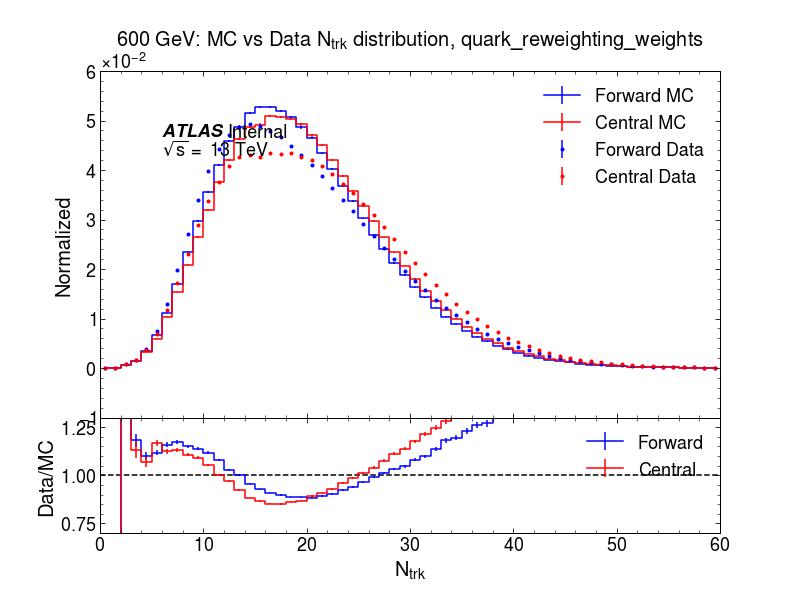 600 GeV: MC vs Data N_trk distribution, quark_reweighting_weights
×10⁻²
6
5
4
3
2
1
0
−1
Normalized
ATLAS Internal
√s = 13 TeV
Forward MC
Central MC
Forward Data
Central Data
1.25
1.00
0.75
Data/MC
Forward
Central
0 10 20 30 40 50 60
N_trk